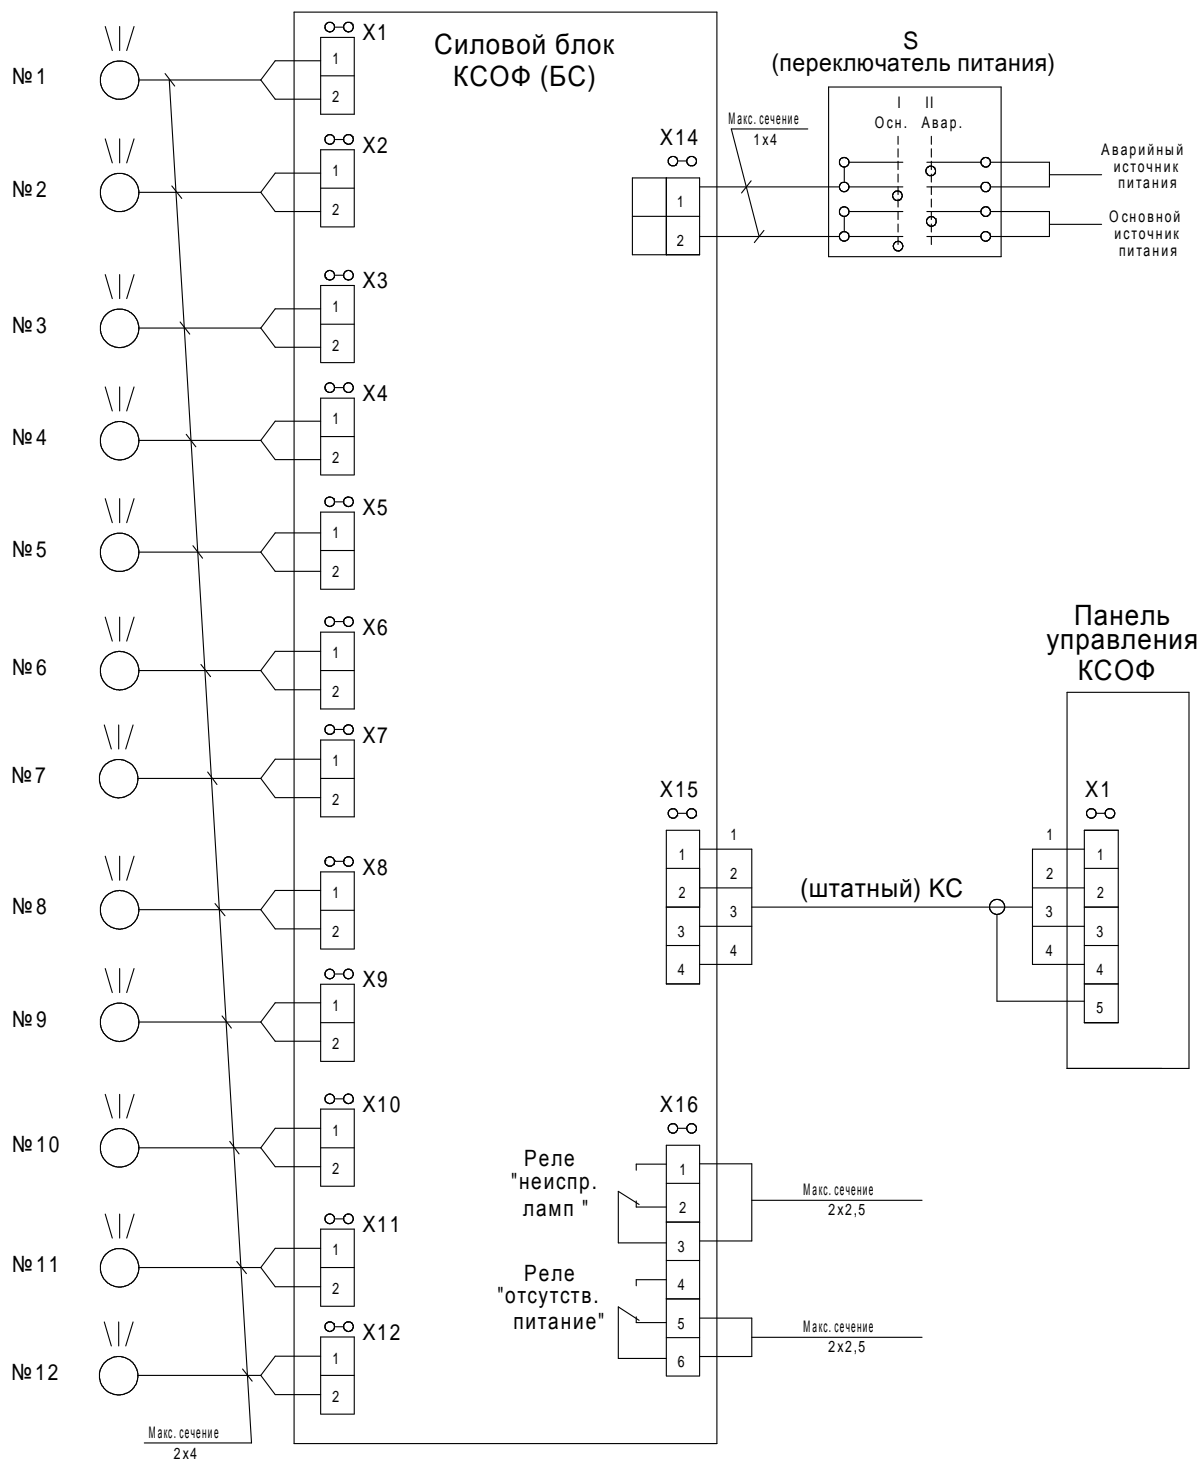 Силовой блок
КСОФ (БС)
№1
X1
1
2
№2
X2
1
2
№3
X3
1
2
№4
X4
1
2
№5
X5
1
2
№6
X6
1
2
№7
X7
1
2
№8
X8
1
2
№9
X9
1
2
№10
X10
1
2
№11
X11
1
2
№12
X12
1
2
Макс. сечение
2x4
X14
1
2
Макс. сечение
1x4
S
(переключатель питания)
I II
Осн. Авар.
Аварийный
источник
питания
Основной
источник
питания
X15
1
2
3
4
1
2
3
4
(штатный) КС
Панель
управления
КСОФ
X1
1
2
3
4
1
2
3
4
5
X16
1
2
3
4
5
6
Реле
"неиспр.
ламп "
Реле
"отсутств.
питание"
Макс. сечение
2x2,5
Макс. сечение
2x2,5